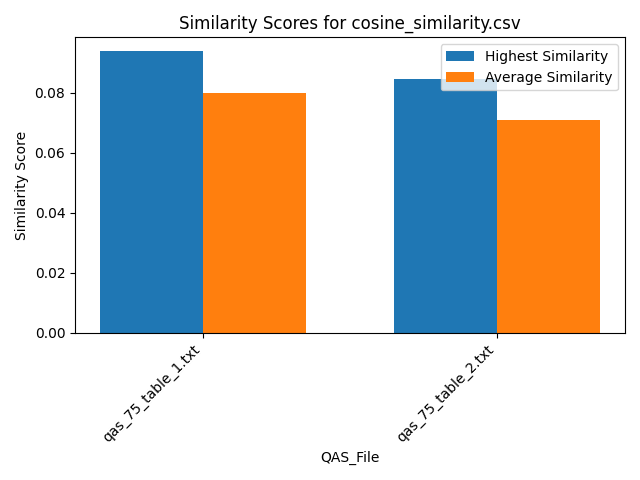 Similarity Scores for cosine_similarity.csv
Highest Similarity
Average Similarity
Similarity Score
0.08
0.06
0.04
0.02
0.00
qas_75_table_1.txt
qas_75_table_2.txt
QAS_File